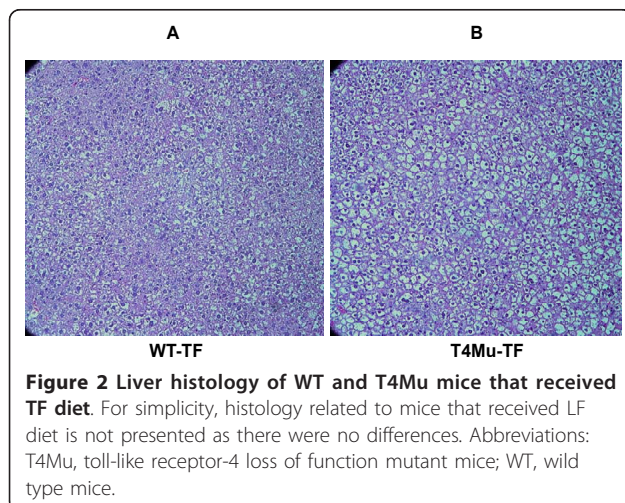 A B
WT-TF T4Mu-TF
Figure 2 Liver histology of WT and T4Mu mice that received
TF diet. For simplicity, histology related to mice that received LF
diet is not presented as there were no differences. Abbreviations:
T4Mu, toll-like receptor-4 loss of function mutant mice; WT, wild
type mice.